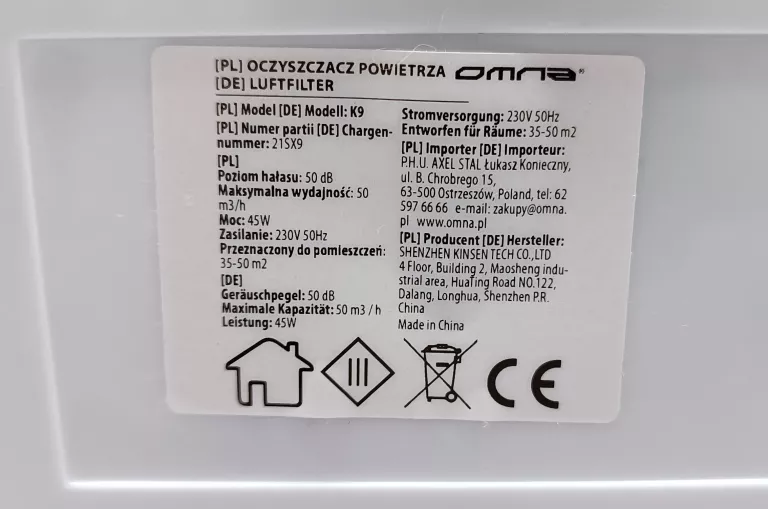 [PL] OCZYSZCZACZ POWIETRZA omna®
[DE] LUFTFILTER
[PL] Model [DE] Modell: K9
[PL] Numer partii [DE] Chargen-
nummer: 21SX9
[PL]
Poziom hałasu: 50 dB
Maksymalna wydajność: 50
m3/h
Moc: 45W
Zasilanie: 230V 50Hz
Przeznaczony do pomieszczeń:
35-50 m2
[DE]
Geräuschpegel: 50 dB
Maximale Kapazität: 50 m3 / h
Leistung: 45W
Stromversorgung: 230V 50Hz
Entworfen für Räume: 35-50 m2
[PL] Importer [DE] Importeur:
P.H.U. AXEL STAL Łukasz Konieczny,
ul. B. Chrobrego 15,
63-500 Ostrzeszów, Poland, tel: 62
597 66 66 e-mail: zakupy@omna.
pl www.omna.pl
[PL] Producent [DE] Hersteller:
SHENZHEN KINSEN TECH CO.,LTD
4 Floor, Building 2, Maosheng indu-
strial area, HuaTing Road NO.122,
Dalang, Longhua, Shenzhen P.R.
China
Made in China
III
CE